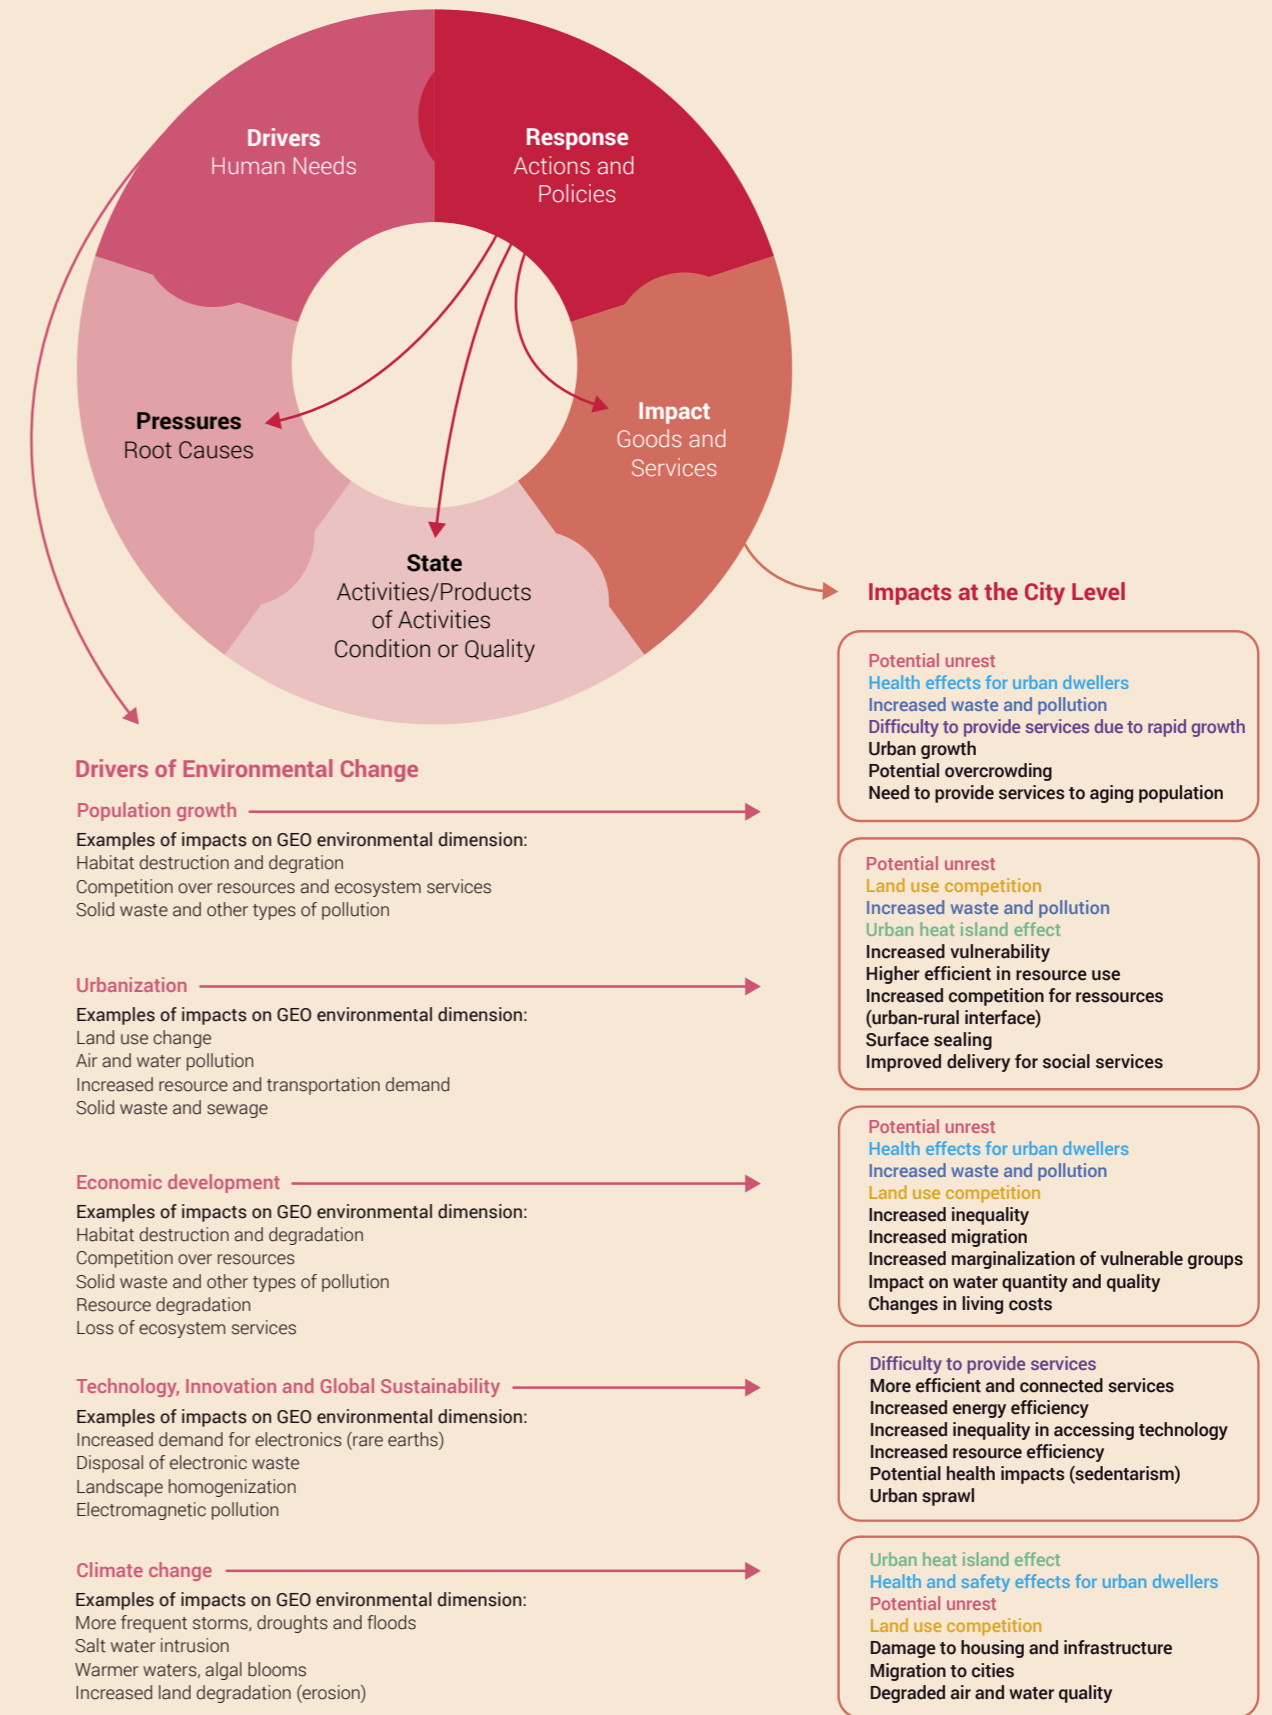 Drivers
Human Needs
Response
Actions and
Policies
Pressures
Root Causes
Impact
Goods and
Services
State
Activities/Products
of Activities
Condition or Quality
Impacts at the City Level
Potential unrest
Health effects for urban dwellers
Increased waste and pollution
Difficulty to provide services due to rapid growth
Urban growth
Potential overcrowding
Need to provide services to aging population
Drivers of Environmental Change
Population growth
Examples of impacts on GEO environmental dimension:
Habitat destruction and degration
Competition over resources and ecosystem services
Solid waste and other types of pollution
Potential unrest
Land use competition
Increased waste and pollution
Urban heat island effect
Increased vulnerability
Higher efficient in resource use
Increased competition for ressources
(urban-rural interface)
Surface sealing
Improved delivery for social services
Urbanization
Examples of impacts on GEO environmental dimension:
Land use change
Air and water pollution
Increased resource and transportation demand
Solid waste and sewage
Potential unrest
Health effects for urban dwellers
Increased waste and pollution
Land use competition
Increased inequality
Increased migration
Increased marginalization of vulnerable groups
Impact on water quantity and quality
Changes in living costs
Economic development
Examples of impacts on GEO environmental dimension:
Habitat destruction and degradation
Competition over resources
Solid waste and other types of pollution
Resource degradation
Loss of ecosystem services
Difficulty to provide services
More efficient and connected services
Increased energy efficiency
Increased inequality in accessing technology
Increased resource efficiency
Potential health impacts (sedentarism)
Urban sprawl
Technology, Innovation and Global Sustainability
Examples of impacts on GEO environmental dimension:
Increased demand for electronics (rare earths)
Disposal of electronic waste
Landscape homogenization
Electromagnetic pollution
Urban heat island effect
Health and safety effects for urban dwellers
Potential unrest
Land use competition
Damage to housing and infrastructure
Migration to cities
Degraded air and water quality
Climate change
Examples of impacts on GEO environmental dimension:
More frequent storms, droughts and floods
Salt water intrusion
Warmer waters, algal blooms
Increased land degradation (erosion)